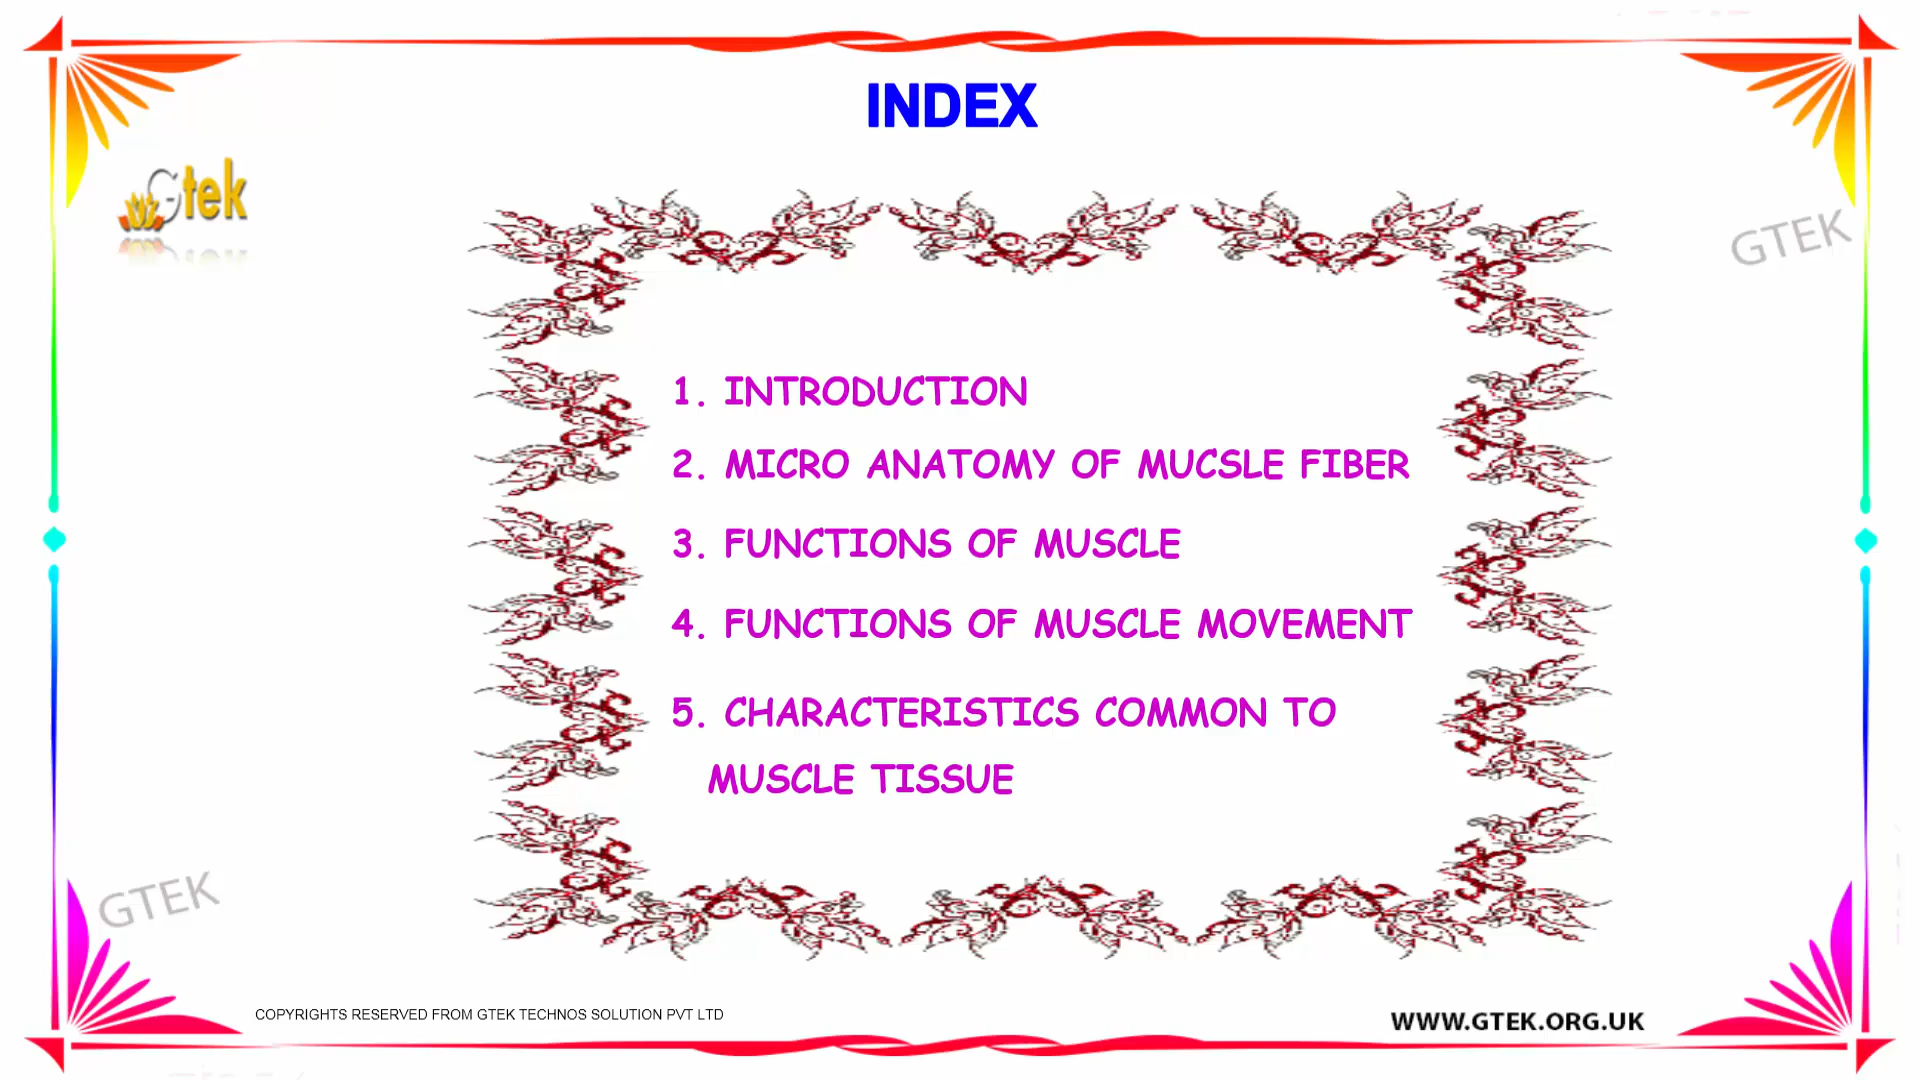 INDEX
Gtek
GTEK
1. INTRODUCTION
2. MICRO ANATOMY OF MUCSLE FIBER
3. FUNCTIONS OF MUSCLE
4. FUNCTIONS OF MUSCLE MOVEMENT
5. CHARACTERISTICS COMMON TO
MUSCLE TISSUE
GTEK
COPYRIGHTS RESERVED FROM GTEK TECHNOS SOLUTION PVT LTD
WWW.GTEK.ORG.UK